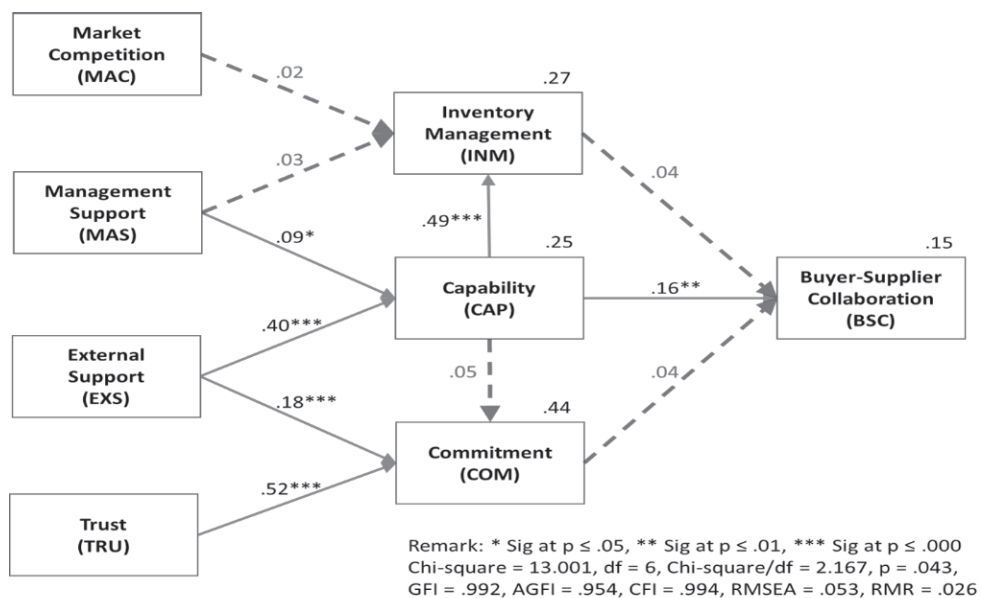 Market
Competition
(MAC)
.02
.27
Inventory
Management
(INM)
.03
Management
Support
(MAS)
.04
.49***
.09*
.25
.15
Capability
(CAP)
.16**
Buyer-Supplier
Collaboration
(BSC)
.40***
External
Support
(EXS)
.05
.04
.18***
.44
Commitment
(COM)
.52***
Trust
(TRU)
Remark: * Sig at p ≤ .05, ** Sig at p ≤ .01, *** Sig at p ≤ .000
Chi-square = 13.001, df = 6, Chi-square/df = 2.167, p = .043,
GFI = .992, AGFI = .954, CFI = .994, RMSEA = .053, RMR = .026